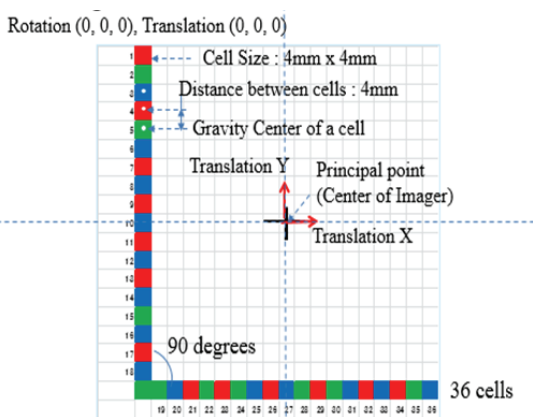 Rotation (0, 0, 0), Translation (0, 0, 0)
Cell Size : 4mm x 4mm
Distance between cells : 4mm
Gravity Center of a cell
Translation Y
Principal point
(Center of Imager)
Translation X
90 degrees
36 cells
1
2
3
4
5
6
7
8
9
10
11
12
13
14
15
16
17
18
19 20 21 22 23 24 25 26 27 28 29 30 31 32 33 34 35 36